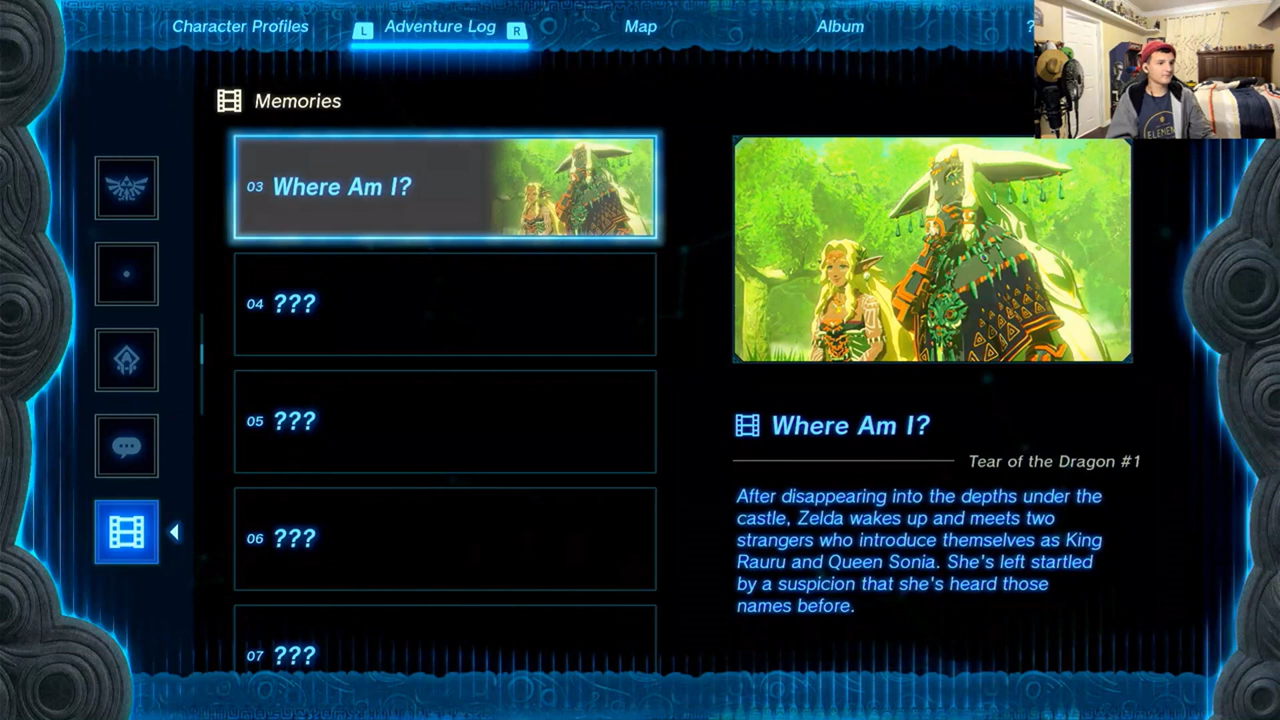 Character Profiles
L Adventure Log R
Map
Album
?
Memories
03 Where Am I?
04 ???
05 ???
06 ???
07 ???
Where Am I?
Tear of the Dragon #1
After disappearing into the depths under the
castle, Zelda wakes up and meets two
strangers who introduce themselves as King
Rauru and Queen Sonia. She's left startled
by a suspicion that she's heard those
names before.
ELEMEN